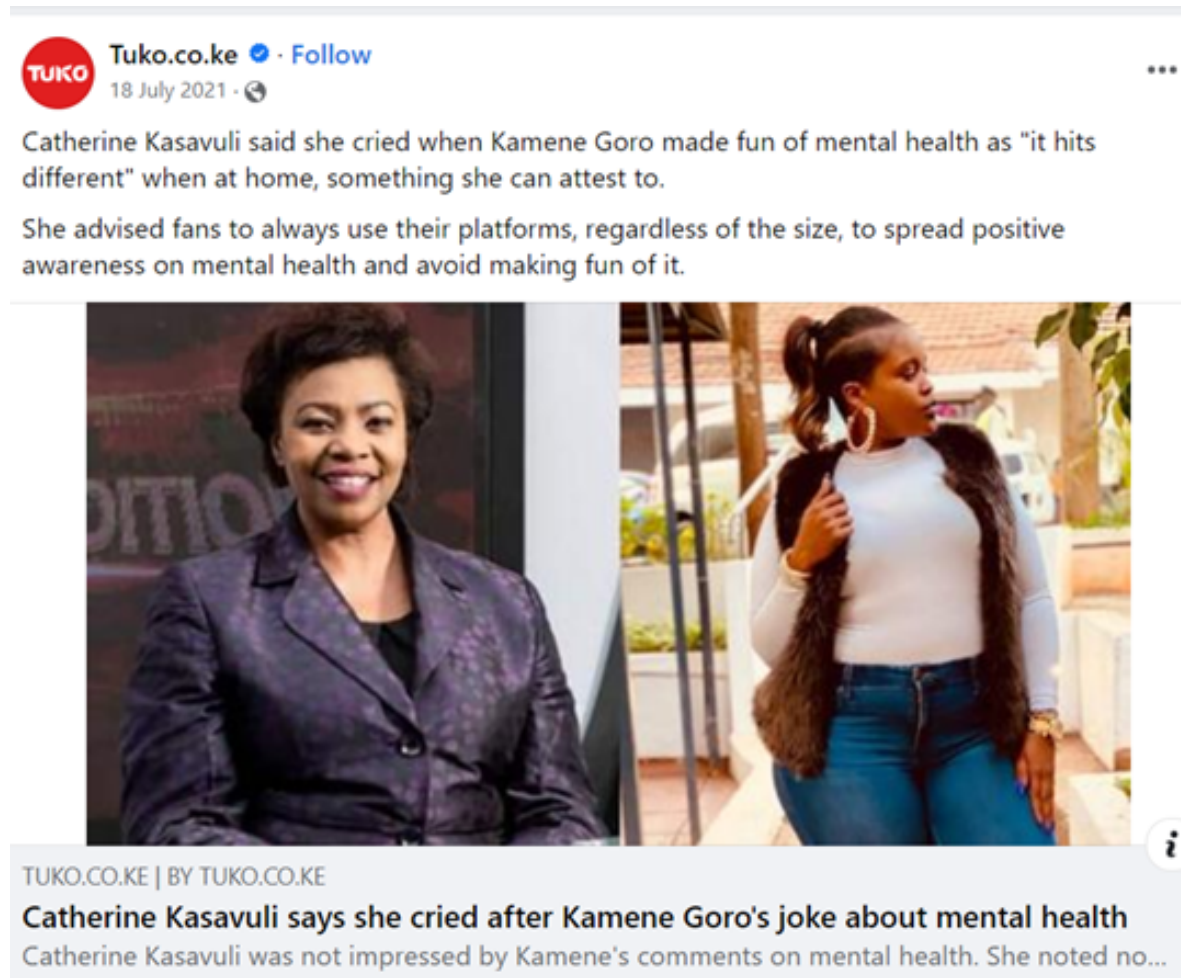 TUKO
Tuko.co.ke · Follow
18 July 2021 ·
Catherine Kasavuli said she cried when Kamene Goro made fun of mental health as "it hits
different" when at home, something she can attest to.
She advised fans to always use their platforms, regardless of the size, to spread positive
awareness on mental health and avoid making fun of it.
DITIO
TUKO.CO.KE | BY TUKO.CO.KE
Catherine Kasavuli says she cried after Kamene Goro's joke about mental health
Catherine Kasavuli was not impressed by Kamene's comments on mental health. She noted no...